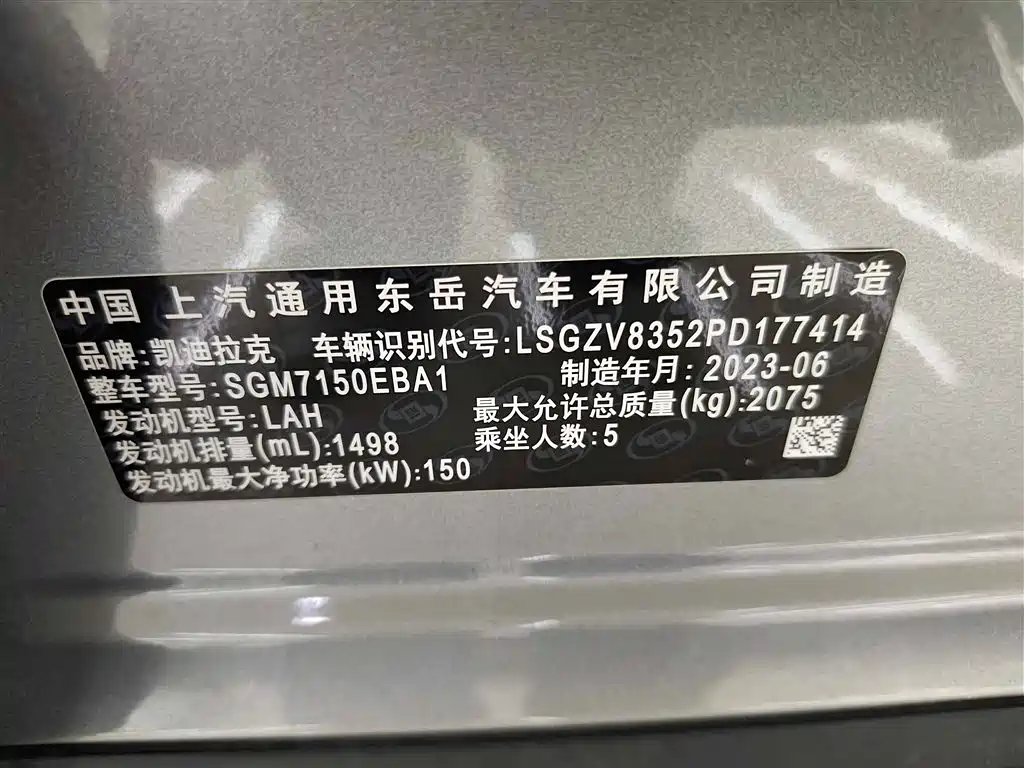 中国 上汽通用东岳汽车有限公司制造
品牌:凯迪拉克 车辆识别代号:LSGZV8352PD177414
整车型号:SGM7150EBA1 制造年月: 2023-06
发动机型号:LAH 最大允许总质量(kg):2075
发动机排量(mL):1498 乘坐人数:5
发动机最大净功率(kW):150